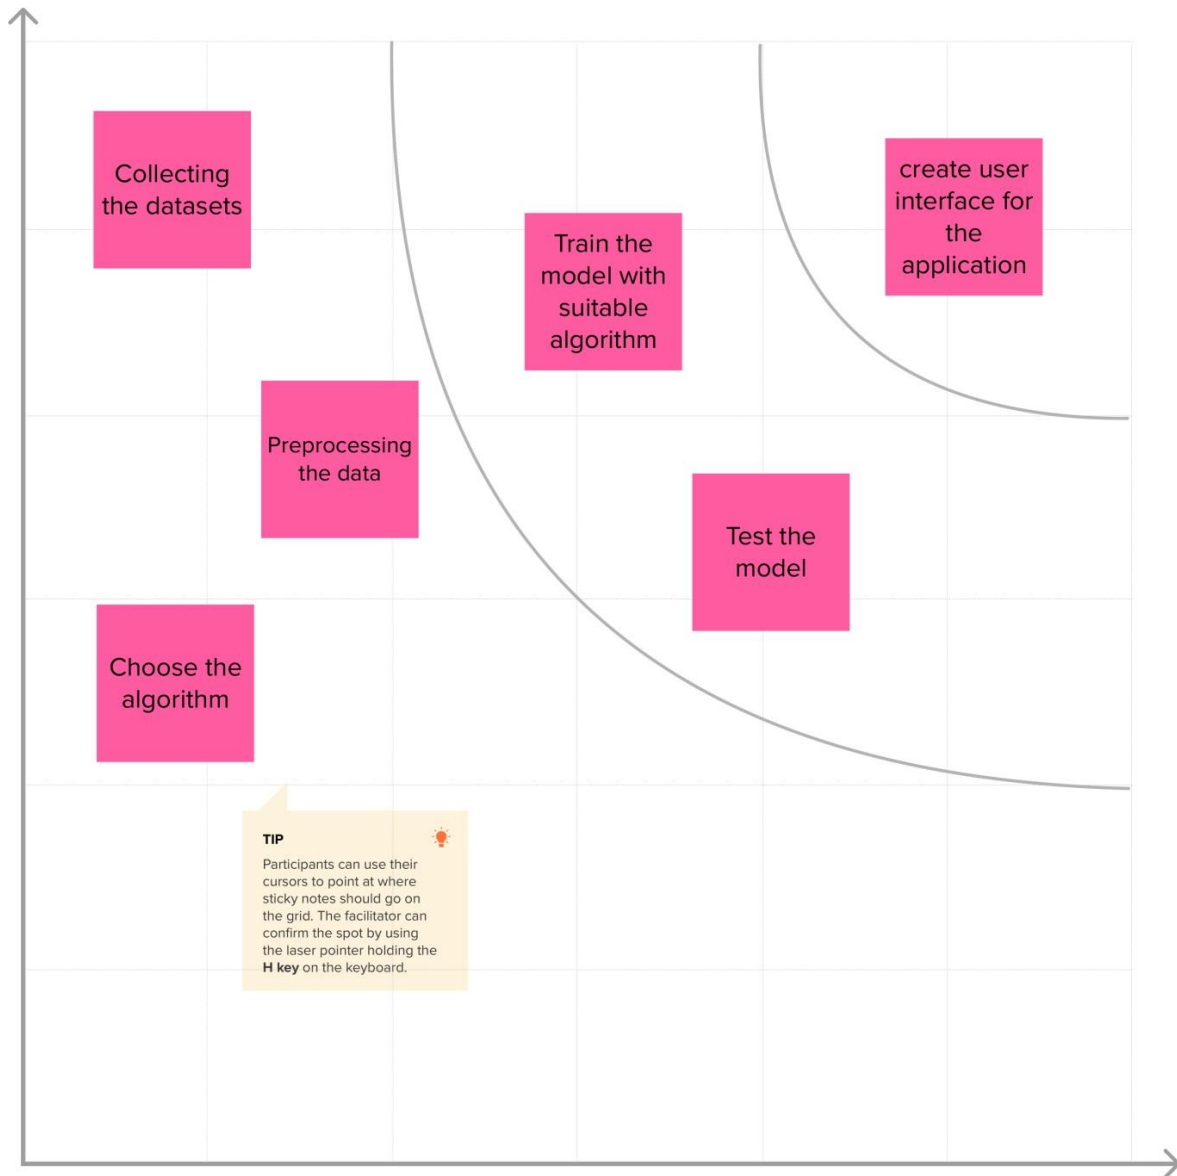 Collecting
the datasets
create user
interface for
the
application
Train the
model with
suitable
algorithm
Preprocessing
the data
Test the
model
Choose the
algorithm
TIP
Participants can use their
cursors to point at where
sticky notes should go on
the grid. The facilitator can
confirm the spot by using
the laser pointer holding the
H key on the keyboard.